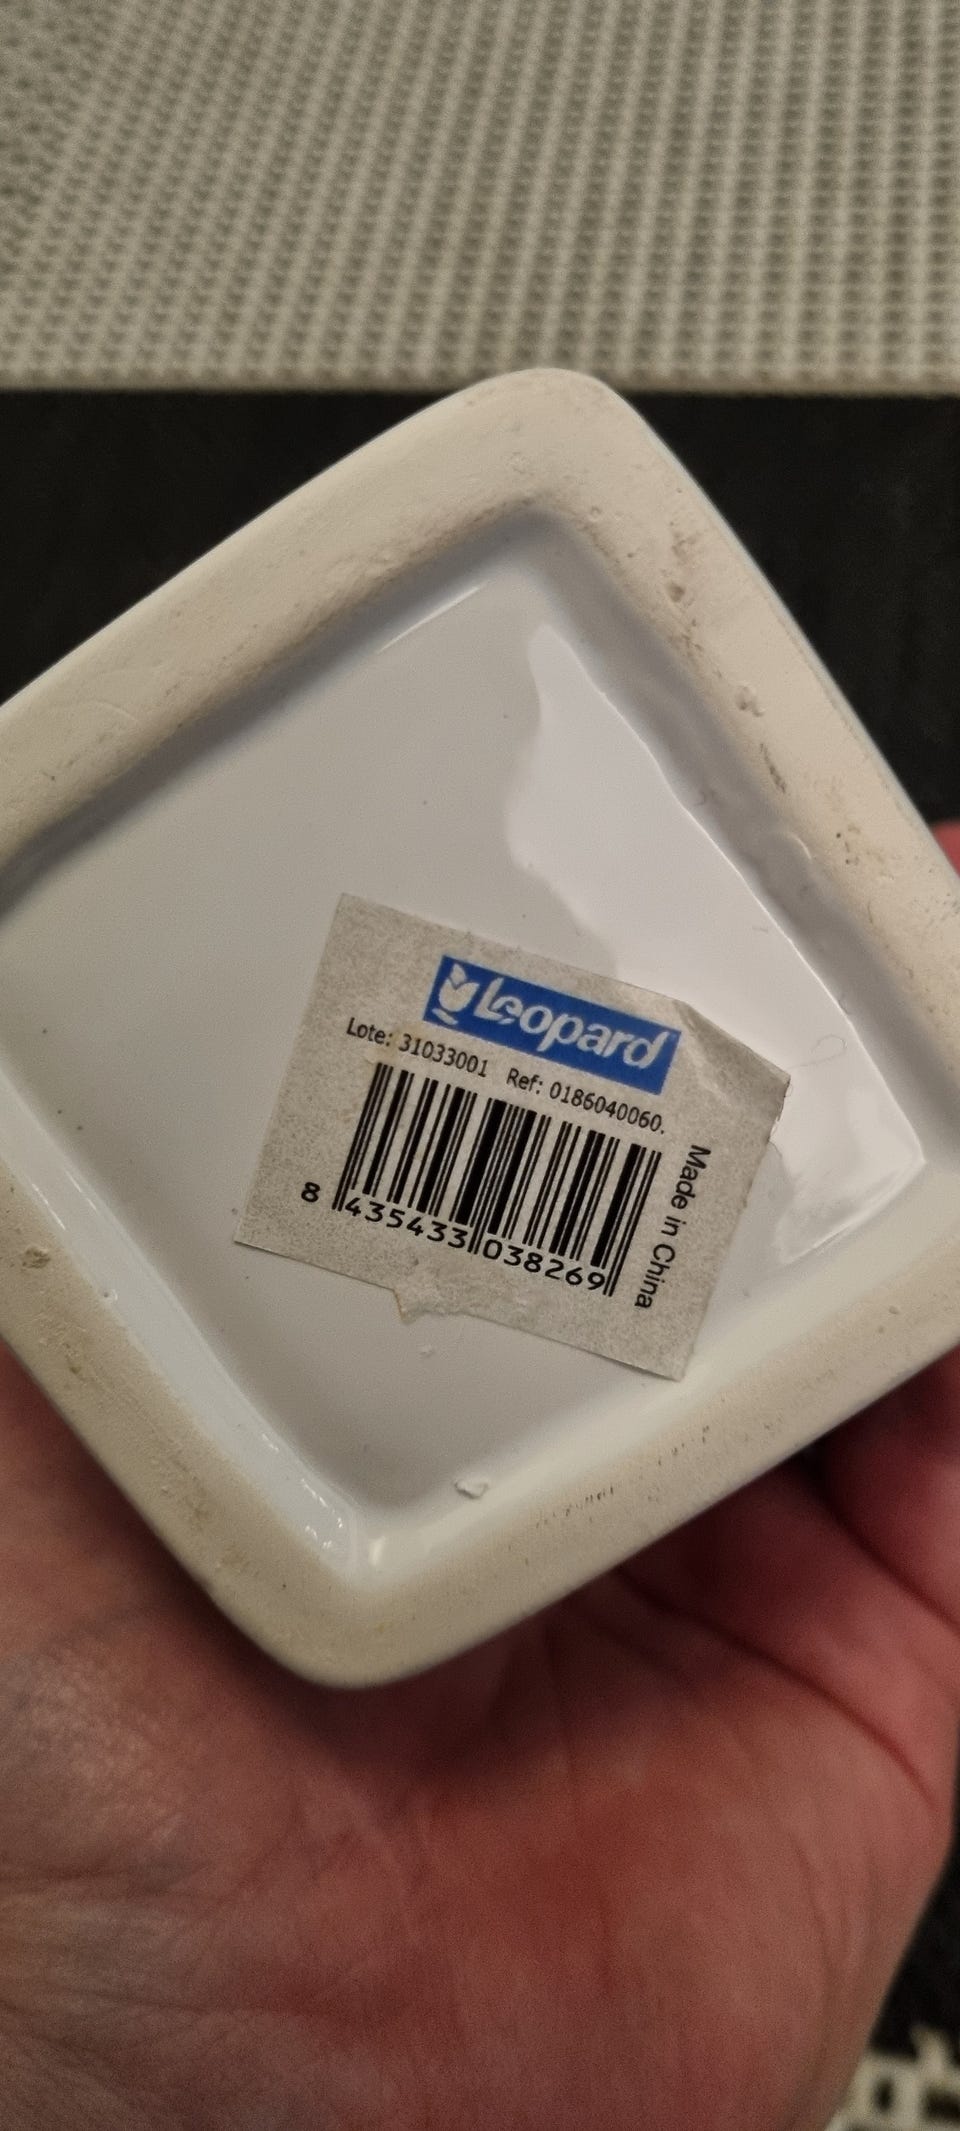 Leopard
Lote: 31033001 Ref: 0186040060.
8 435433 038269
Made in China